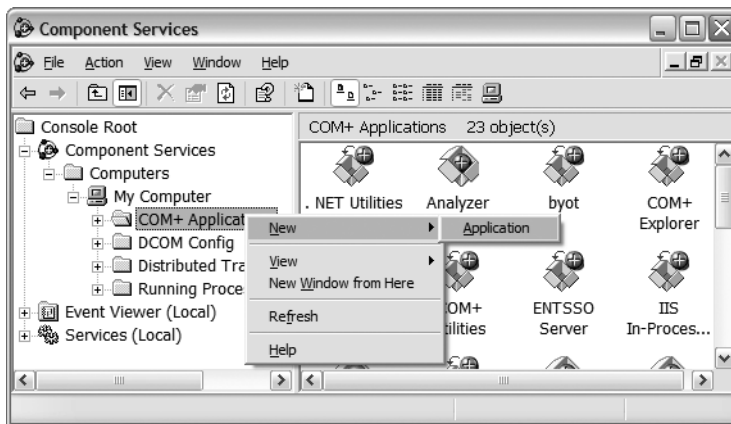 Component Services
File Action View Window Help
Console Root
Component Services
Computers
My Computer
COM+ Applicat
DCOM Config
Distributed Tra
Running Proce
Event Viewer (Local)
Services (Local)
COM+ Applications 23 object(s)
. NET Utilities
Analyzer
byot
COM+
Explorer
New
Application
View
New Window from Here
Refresh
Help
OM+
ilities
ENTSSO
Server
IIS
In-Proces...